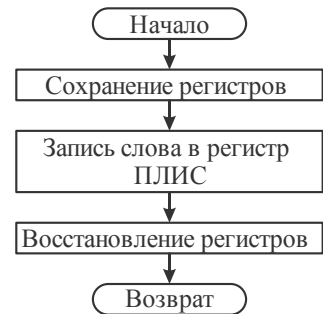 Начало
Сохранение регистров
Запись слова в регистр
ПЛИС
Восстановление регистров
Возврат